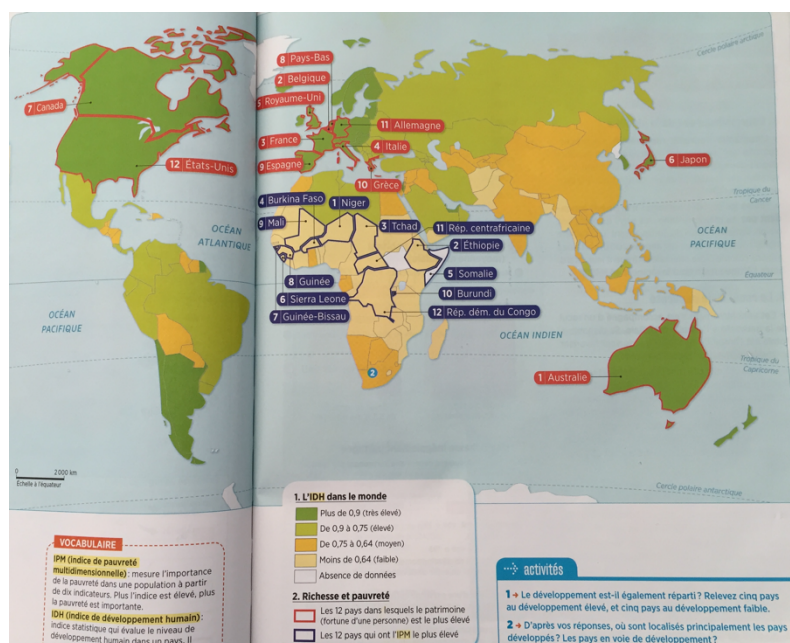 Cercle polaire arctique
8 Pays-Bas
2 Belgique
Royaume-Uni
7 Canada
11 Allemagne
3 France
4 Italie
12 États-Unis
9 Espagne
6 Japon
10 Grèce
Tropique du
Cancer
4 Burkina Faso
1 Niger
9 Mali
3 Tchad
11 Rép. centrafricaine
2 Éthiopie
OCÉAN
ATLANTIQUE
OCÉAN
PACIFIQUE
5 Somalie
Équateur
8 Guinée
6 Sierra Leone
10 Burundi
7 Guinée-Bissau
12 Rép. dém. du Congo
OCÉAN
PACIFIQUE
OCÉAN INDIEN
Tropique du
Capricorne
2
1 Australie
0 2 000 km
Échelle à l'équateur
Cercle polaire antarctique
VOCABULAIRE
IPM (indice de pauvreté
multidimensionnelle) : mesure l'importance
de la pauvreté dans une population à partir
de dix indicateurs. Plus l'indice est élevé, plus
la pauvreté est importante.
IDH (indice de développement humain) :
indice statistique qui évalue le niveau de
développement humain dans un pays. Il
1. L'IDH dans le monde
Plus de 0,9 (très élevé)
De 0,9 à 0,75 (élevé)
De 0,75 à 0,64 (moyen)
Moins de 0,64 (faible)
Absence de données
2. Richesse et pauvreté
Les 12 pays dans lesquels le patrimoine
(fortune d'une personne) est le plus élevé
Les 12 pays qui ont l'IPM le plus élevé
activités
1 → Le développement est-il également réparti ? Relevez cinq pays
au développement élevé, et cinq pays au développement faible.
2 → D'après vos réponses, où sont localisés principalement les pays
développés ? Les pays en voie de développement ?